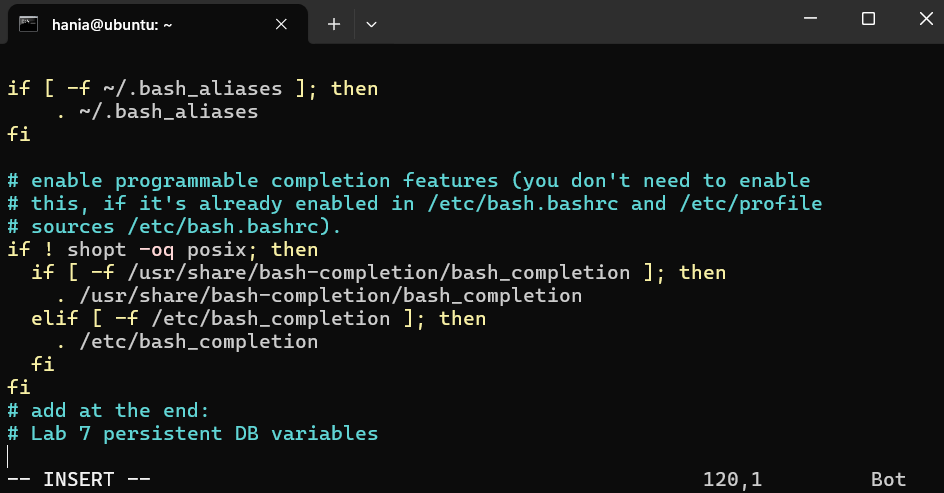 hania@ubuntu: ~
if [ -f ~/.bash_aliases ]; then
    . ~/.bash_aliases
fi
# enable programmable completion features (you don't need to enable
# this, if it's already enabled in /etc/bash.bashrc and /etc/profile
# sources /etc/bash.bashrc).
if ! shopt -oq posix; then
  if [ -f /usr/share/bash-completion/bash_completion ]; then
    . /usr/share/bash-completion/bash_completion
  elif [ -f /etc/bash_completion ]; then
    . /etc/bash_completion
  fi
fi
# add at the end:
# Lab 7 persistent DB variables
-- INSERT -- 120,1 Bot